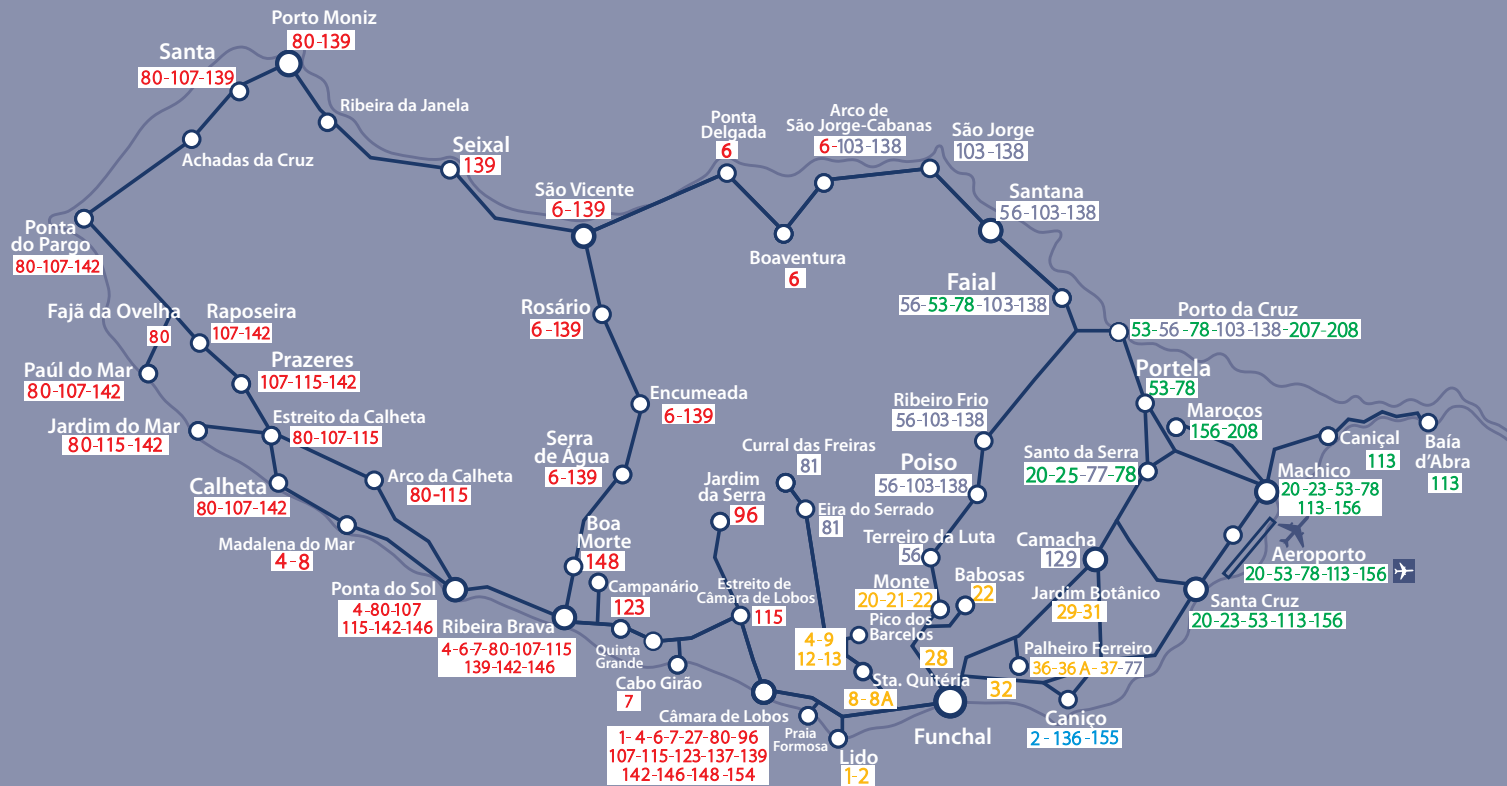 Porto Moniz
80-139
Santa
80-107-139
Ribeira da Janela
Achadas da Cruz
Seixal
139
São Vicente
6-139
Ponta
Delgada
6
Arco de
São Jorge-Cabanas
6-103-138
São Jorge
103-138
Santana
56-103-138
Boaventura
6
Ponta
do Pargo
80-107-142
Faial
56-53-78-103-138
Porto da Cruz
53-56-78-103-138-207-208
Fajã da Ovelha
80
Raposeira
107-142
Rosário
6-139
Paúl do Mar
80-107-142
Prazeres
107-115-142
Portela
53-78
Maroços
156-208
Encumeada
6-139
Ribeiro Frio
56-103-138
Jardim do Mar
80-115-142
Estreito da Calheta
80-107-115
Serra
de Água
6-139
Curral das Freiras
81
Poiso
56-103-138
Santo da Serra
20-25-77-78
Caniçal
113
Baía
d'Abra
113
Machico
20-23-53-78
113-156
Calheta
80-107-142
Arco da Calheta
80-115
Jardim
da Serra
96
Eira do Serrado
81
Madalena do Mar
4-8
Boa
Morte
148
Terreiro da Luta
56
Camacha
129
Aeroporto
20-53-78-113-156
Ponta do Sol
4-80-107
115-142-146
Campanário
123
Estreito de
Câmara de Lobos
115
Monte
20-21-22
Babosas
22
Jardim Botânico
29-31
Santa Cruz
20-23-53-113-156
Ribeira Brava
4-6-7-80-107-115
139-142-146
Quinta
Grande
Pico dos
Barcelos
4-9
12-13
28
Palheiro Ferreiro
36-36 A-37-77
Cabo Girão
7
Sta. Quitéria
8-8A
32
Câmara de Lobos
1-4-6-7-27-80-96
107-115-123-137-139
142-146-148-154
Praia
Formosa
Lido
1-2
Funchal
Caniço
2-136-155